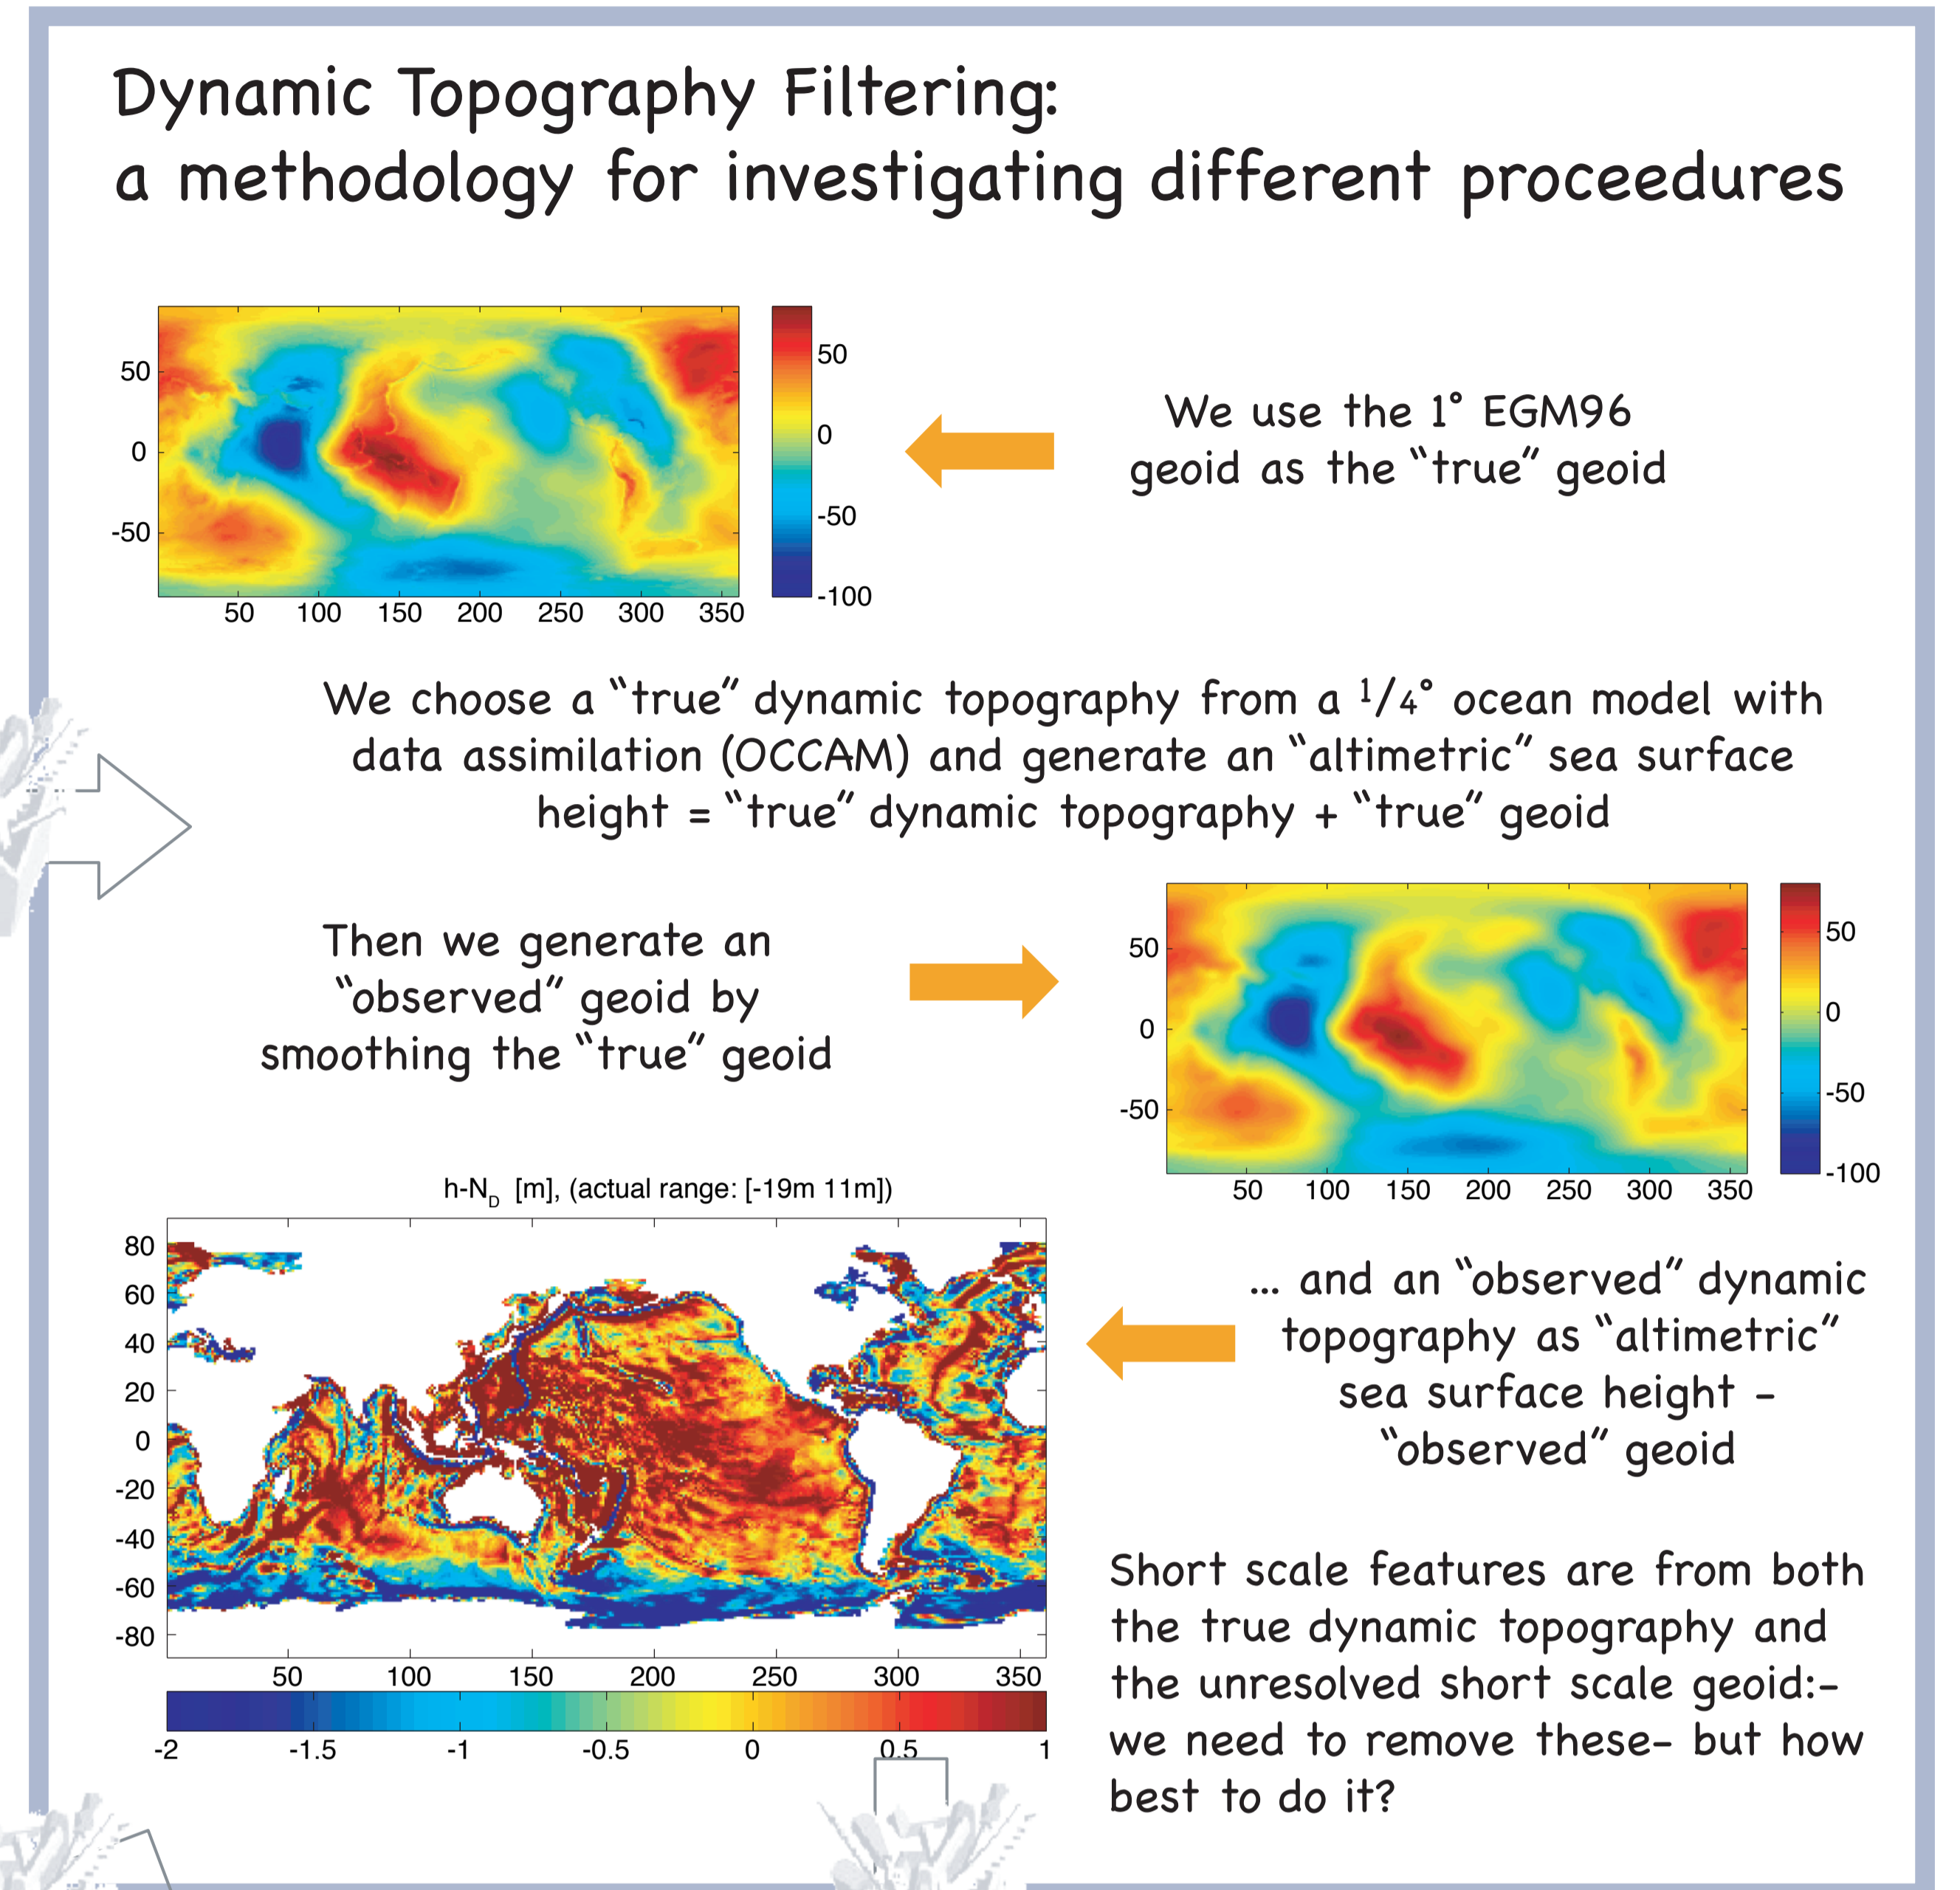 Dynamic Topography Filtering:
a methodology for investigating different proceedures
50
0
-50
50 100 150 200 250 300 350
50
0
-50
-100
We use the 1° EGM96
geoid as the “true” geoid
We choose a “true” dynamic topography from a 1/4° ocean model with
data assimilation (OCCAM) and generate an “altimetric” sea surface
height = “true” dynamic topography + “true” geoid
Then we generate an
“observed” geoid by
smoothing the “true” geoid
50
0
-50
50 100 150 200 250 300 350
50
0
-50
-100
h-N_D [m], (actual range: [-19m 11m])
80
60
40
20
0
-20
-40
-60
-80
50 100 150 200 250 300 350
-2 -1.5 -1 -0.5 0 0.5 1
... and an “observed” dynamic
topography as “altimetric”
sea surface height –
“observed” geoid
Short scale features are from both
the true dynamic topography and
the unresolved short scale geoid:–
we need to remove these– but how
best to do it?